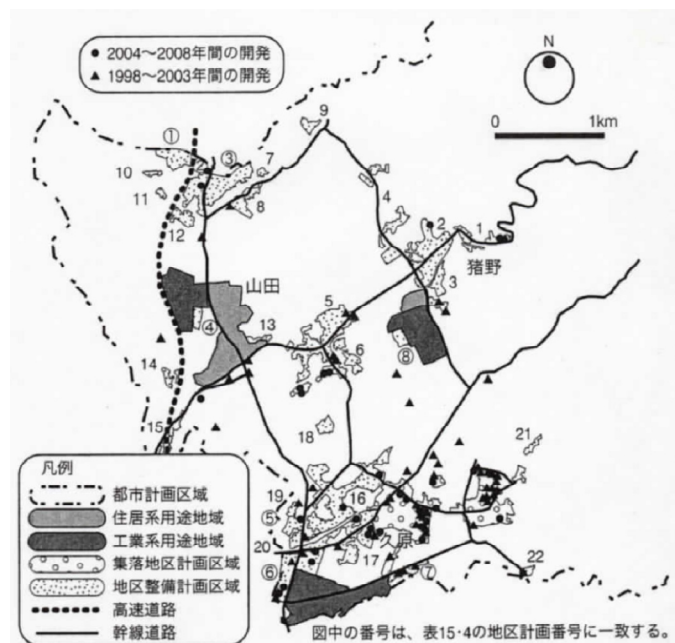 ● 2004～2008年間の開発
▲ 1998～2003年間の開発
N
0 1km
9
①
③
7
10
11
8
4
12
2
1
猪野
3
山田
5
④
13
6
⑧
14
15
18
21
19
16
⑤
原
20
17
⑥
⑦
22
凡例
都市計画区域
住居系用途地域
工業系用途地域
集落地区計画区域
地区整備計画区域
高速道路
幹線道路
図中の番号は、表15・4の地区計画番号に一致する。